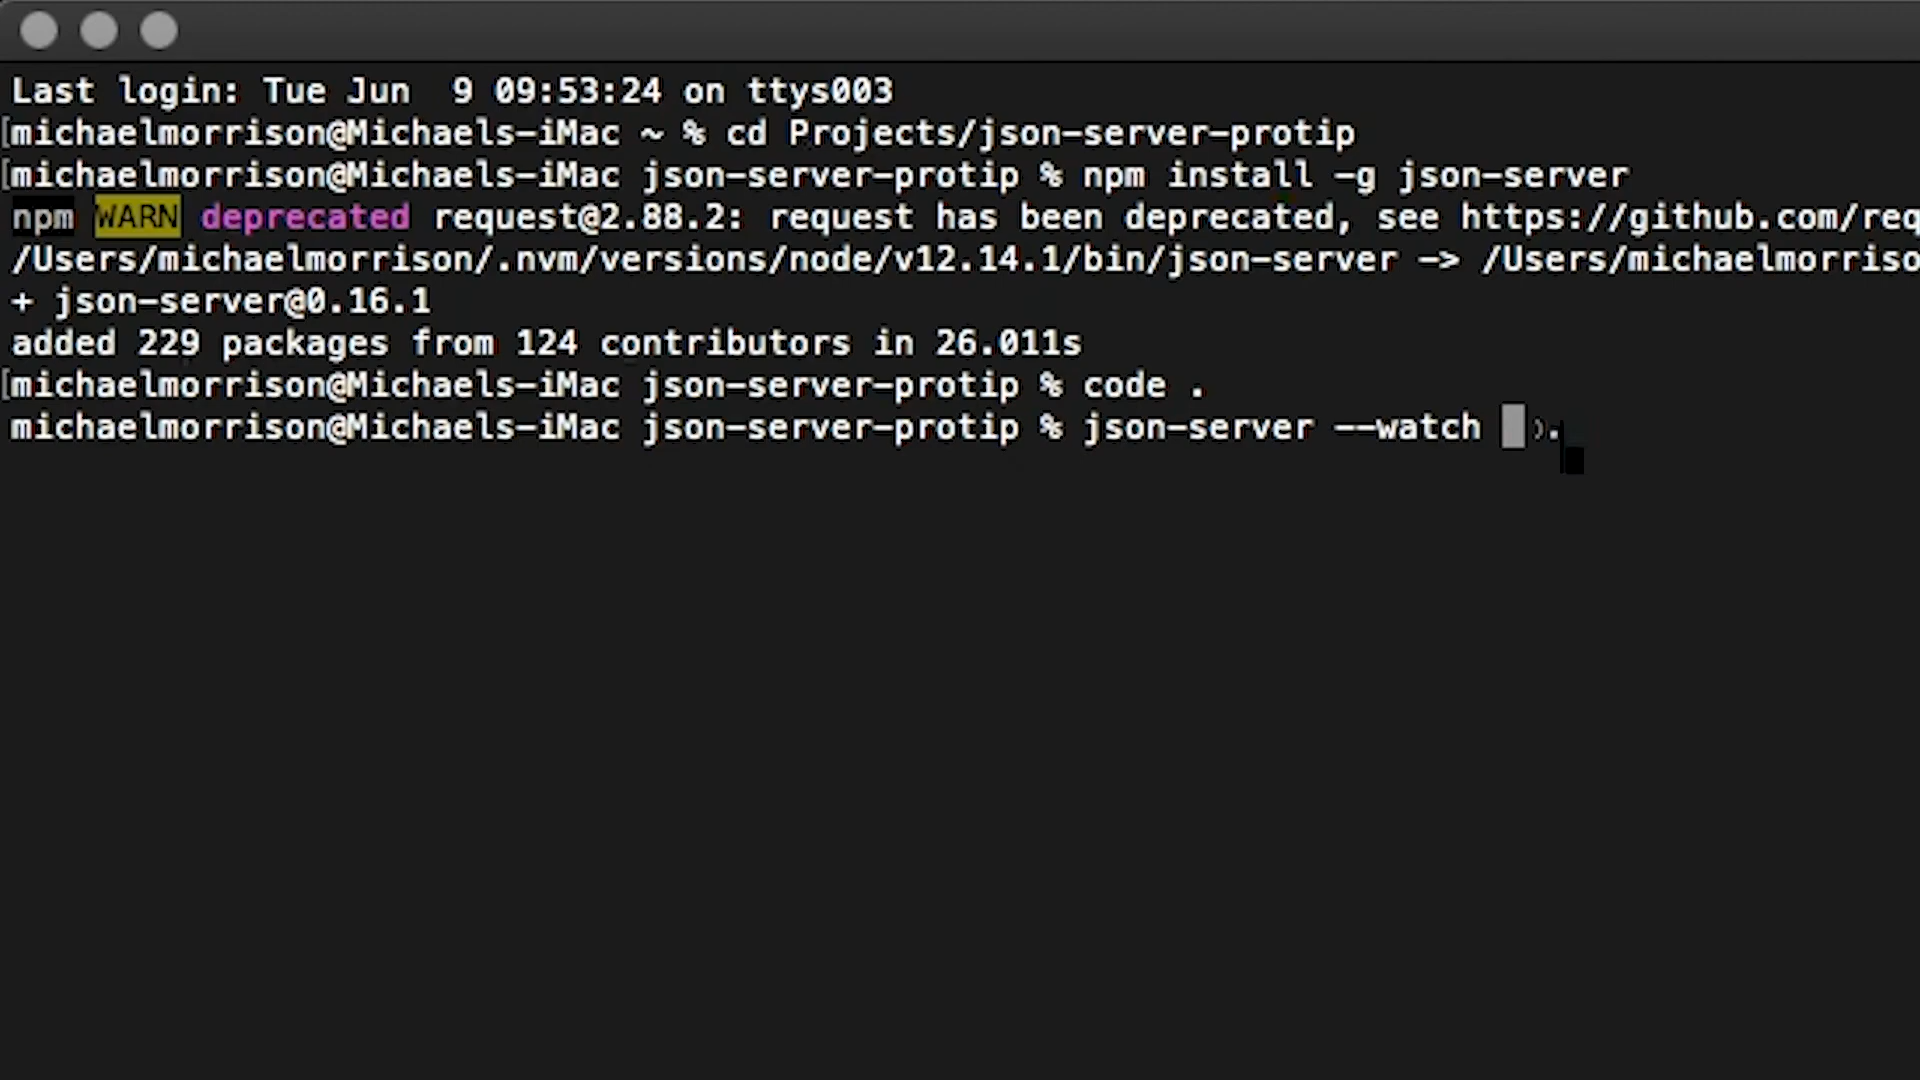 Last login: Tue Jun  9 09:53:24 on ttys003
[michaelmorrison@Michaels-iMac ~ % cd Projects/json-server-protip
[michaelmorrison@Michaels-iMac json-server-protip % npm install -g json-server
npm WARN deprecated request@2.88.2: request has been deprecated, see https://github.com/req
/Users/michaelmorrison/.nvm/versions/node/v12.14.1/bin/json-server -> /Users/michaelmorriso
+ json-server@0.16.1
added 229 packages from 124 contributors in 26.011s
[michaelmorrison@Michaels-iMac json-server-protip % code .
michaelmorrison@Michaels-iMac json-server-protip % json-server --watch